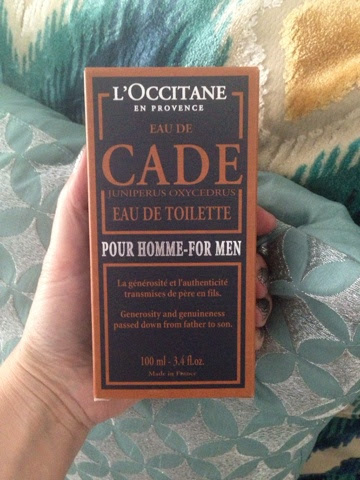 L'OCCITANE
EN PROVENCE
EAU DE
CADE
JUNIPERUS OXYCEDRUS
EAU DE TOILETTE
POUR HOMME-FOR MEN
La générosité et l'authenticité
transmises de père en fils.
Generosity and genuineness
passed down from father to son.
100 ml - 3.4 fl.oz.
Made in France